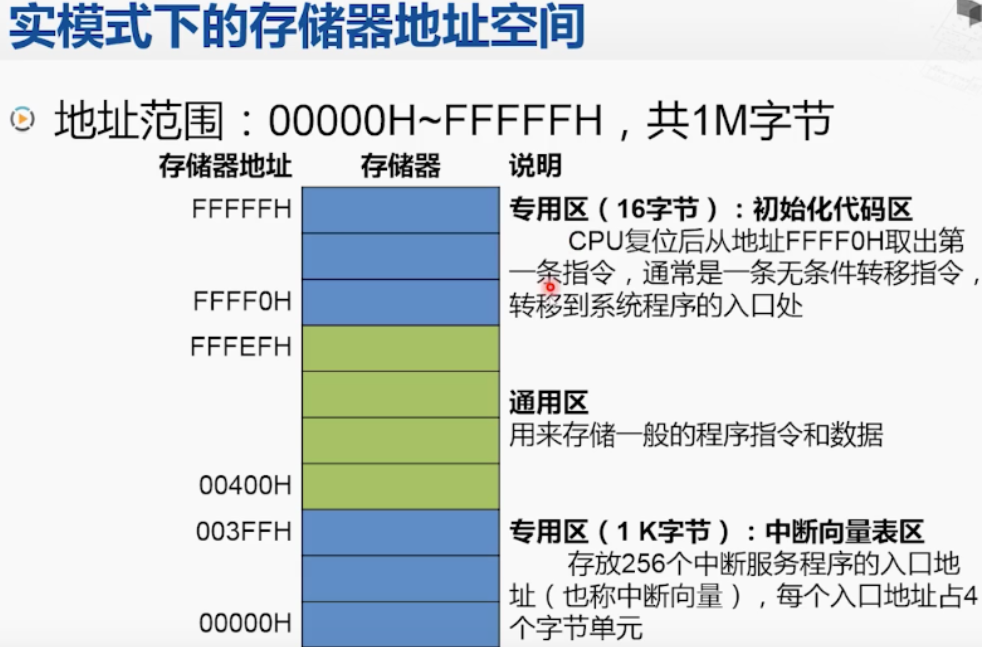 实模式下的存储器地址空间
地址范围：00000H~FFFFFH，共1M字节
存储器地址 存储器 说明
FFFFFH
专用区（16字节）：初始化代码区
CPU复位后从地址FFFF0H取出第
一条指令，通常是一条无条件转移指令，
FFFF0H
转移到系统程序的入口处
FFFEFH
通用区
用来存储一般的程序指令和数据
00400H
003FFH
专用区（1 K字节）：中断向量表区
存放256个中断服务程序的入口地
址（也称中断向量），每个入口地址占4
00000H
个字节单元